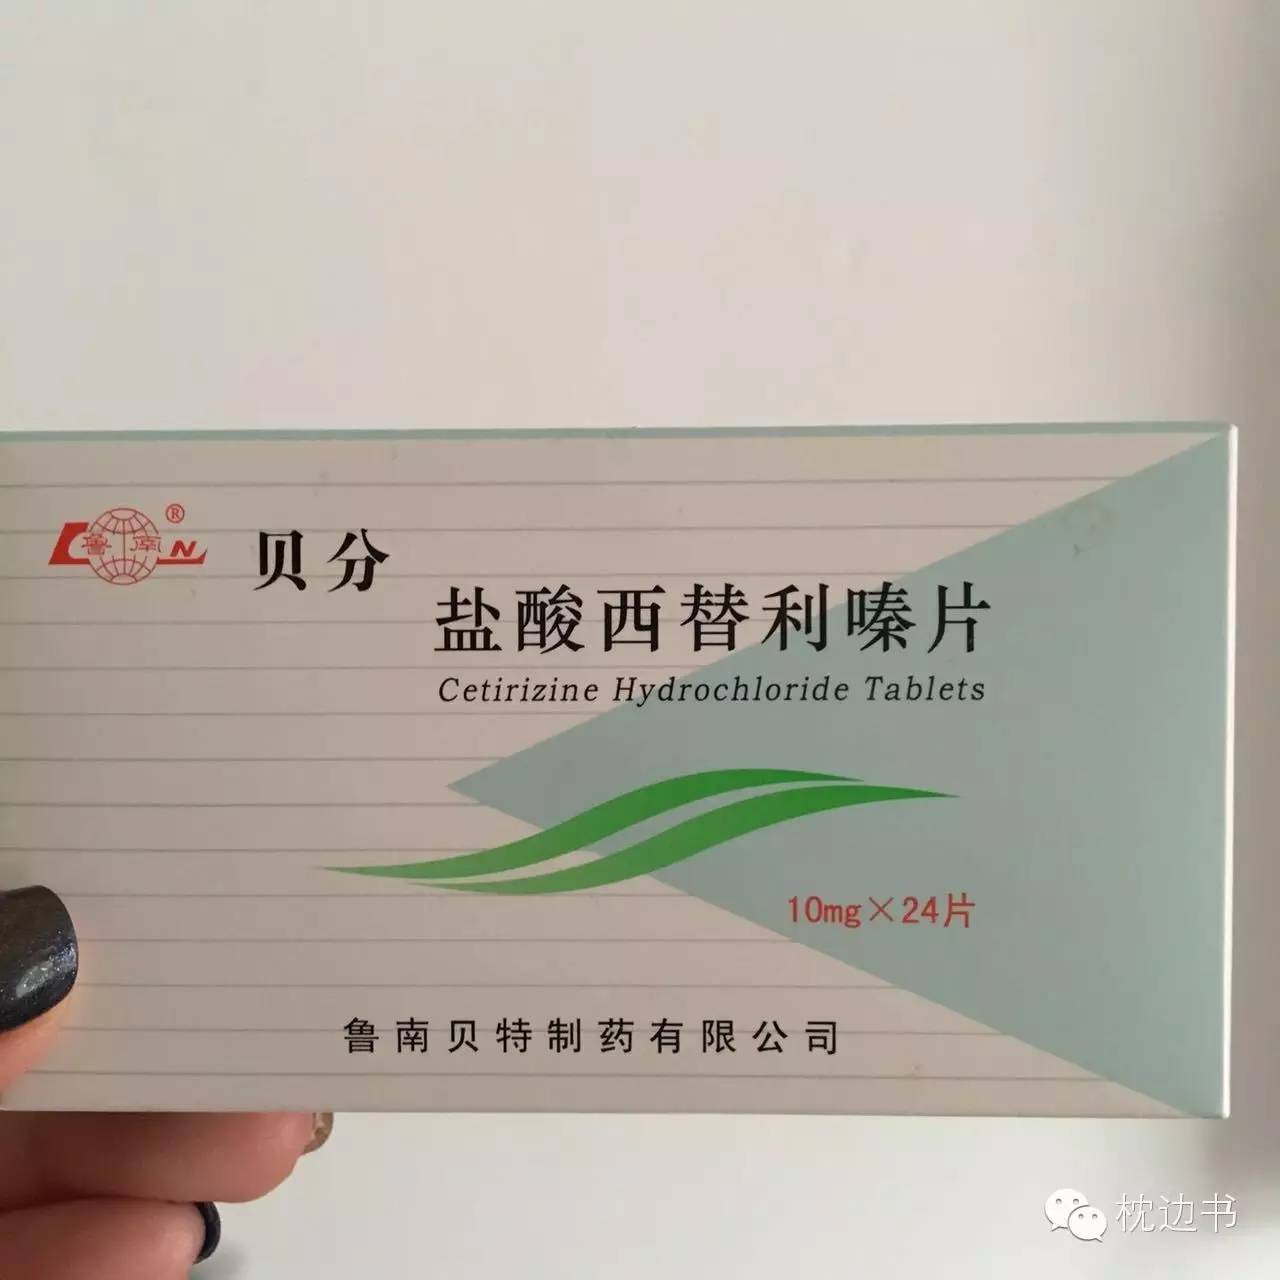 鲁南 N ®
贝分
盐酸西替利嗪片
Cetirizine Hydrochloride Tablets
10mg×24片
鲁南贝特制药有限公司
枕边书